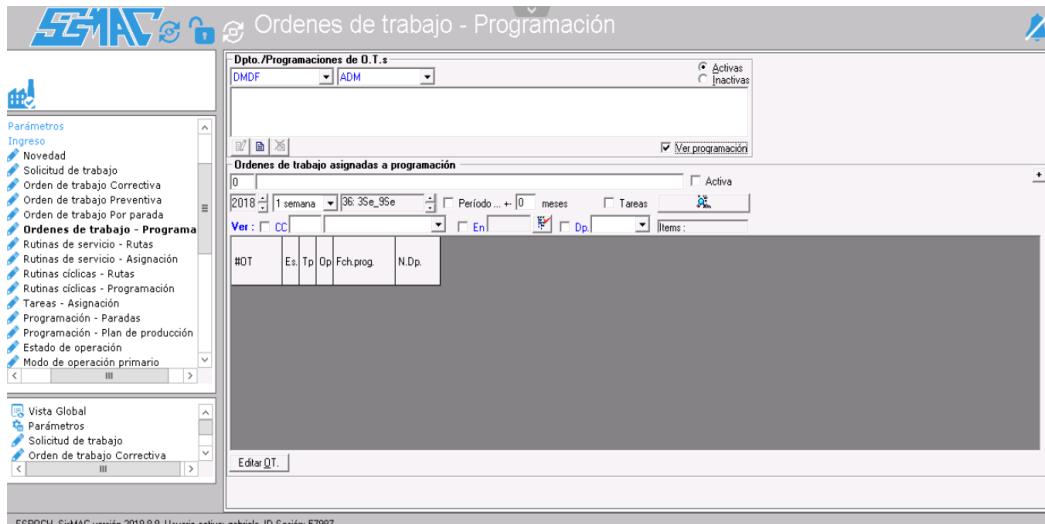 SisMAC
Ordenes de trabajo - Programación
Parámetros
Ingreso
Novedad
Solicitud de trabajo
Orden de trabajo Correctiva
Orden de trabajo Preventiva
Orden de trabajo Por parada
Ordenes de trabajo - Programa
Rutinas de servicio - Rutas
Rutinas de servicio - Asignación
Rutinas cíclicas - Rutas
Rutinas cíclicas - Programación
Tareas - Asignación
Programación - Paradas
Programación - Plan de producción
Estado de operación
Modo de operación primario
Vista Global
Parámetros
Solicitud de trabajo
Orden de trabajo Correctiva
Dpto./Programaciones de O.T.s
DMDF ADM
Activas
Inactivas
Ver programación
Ordenes de trabajo asignadas a programación
0 Activa
2018 1 semana 36: 3Se_9Se Período ... +- 0 meses Tareas
Ver : CC En Dp. Items :
#OT Es. Tp Op Fch.prog. N.Dp.
Editar OT.